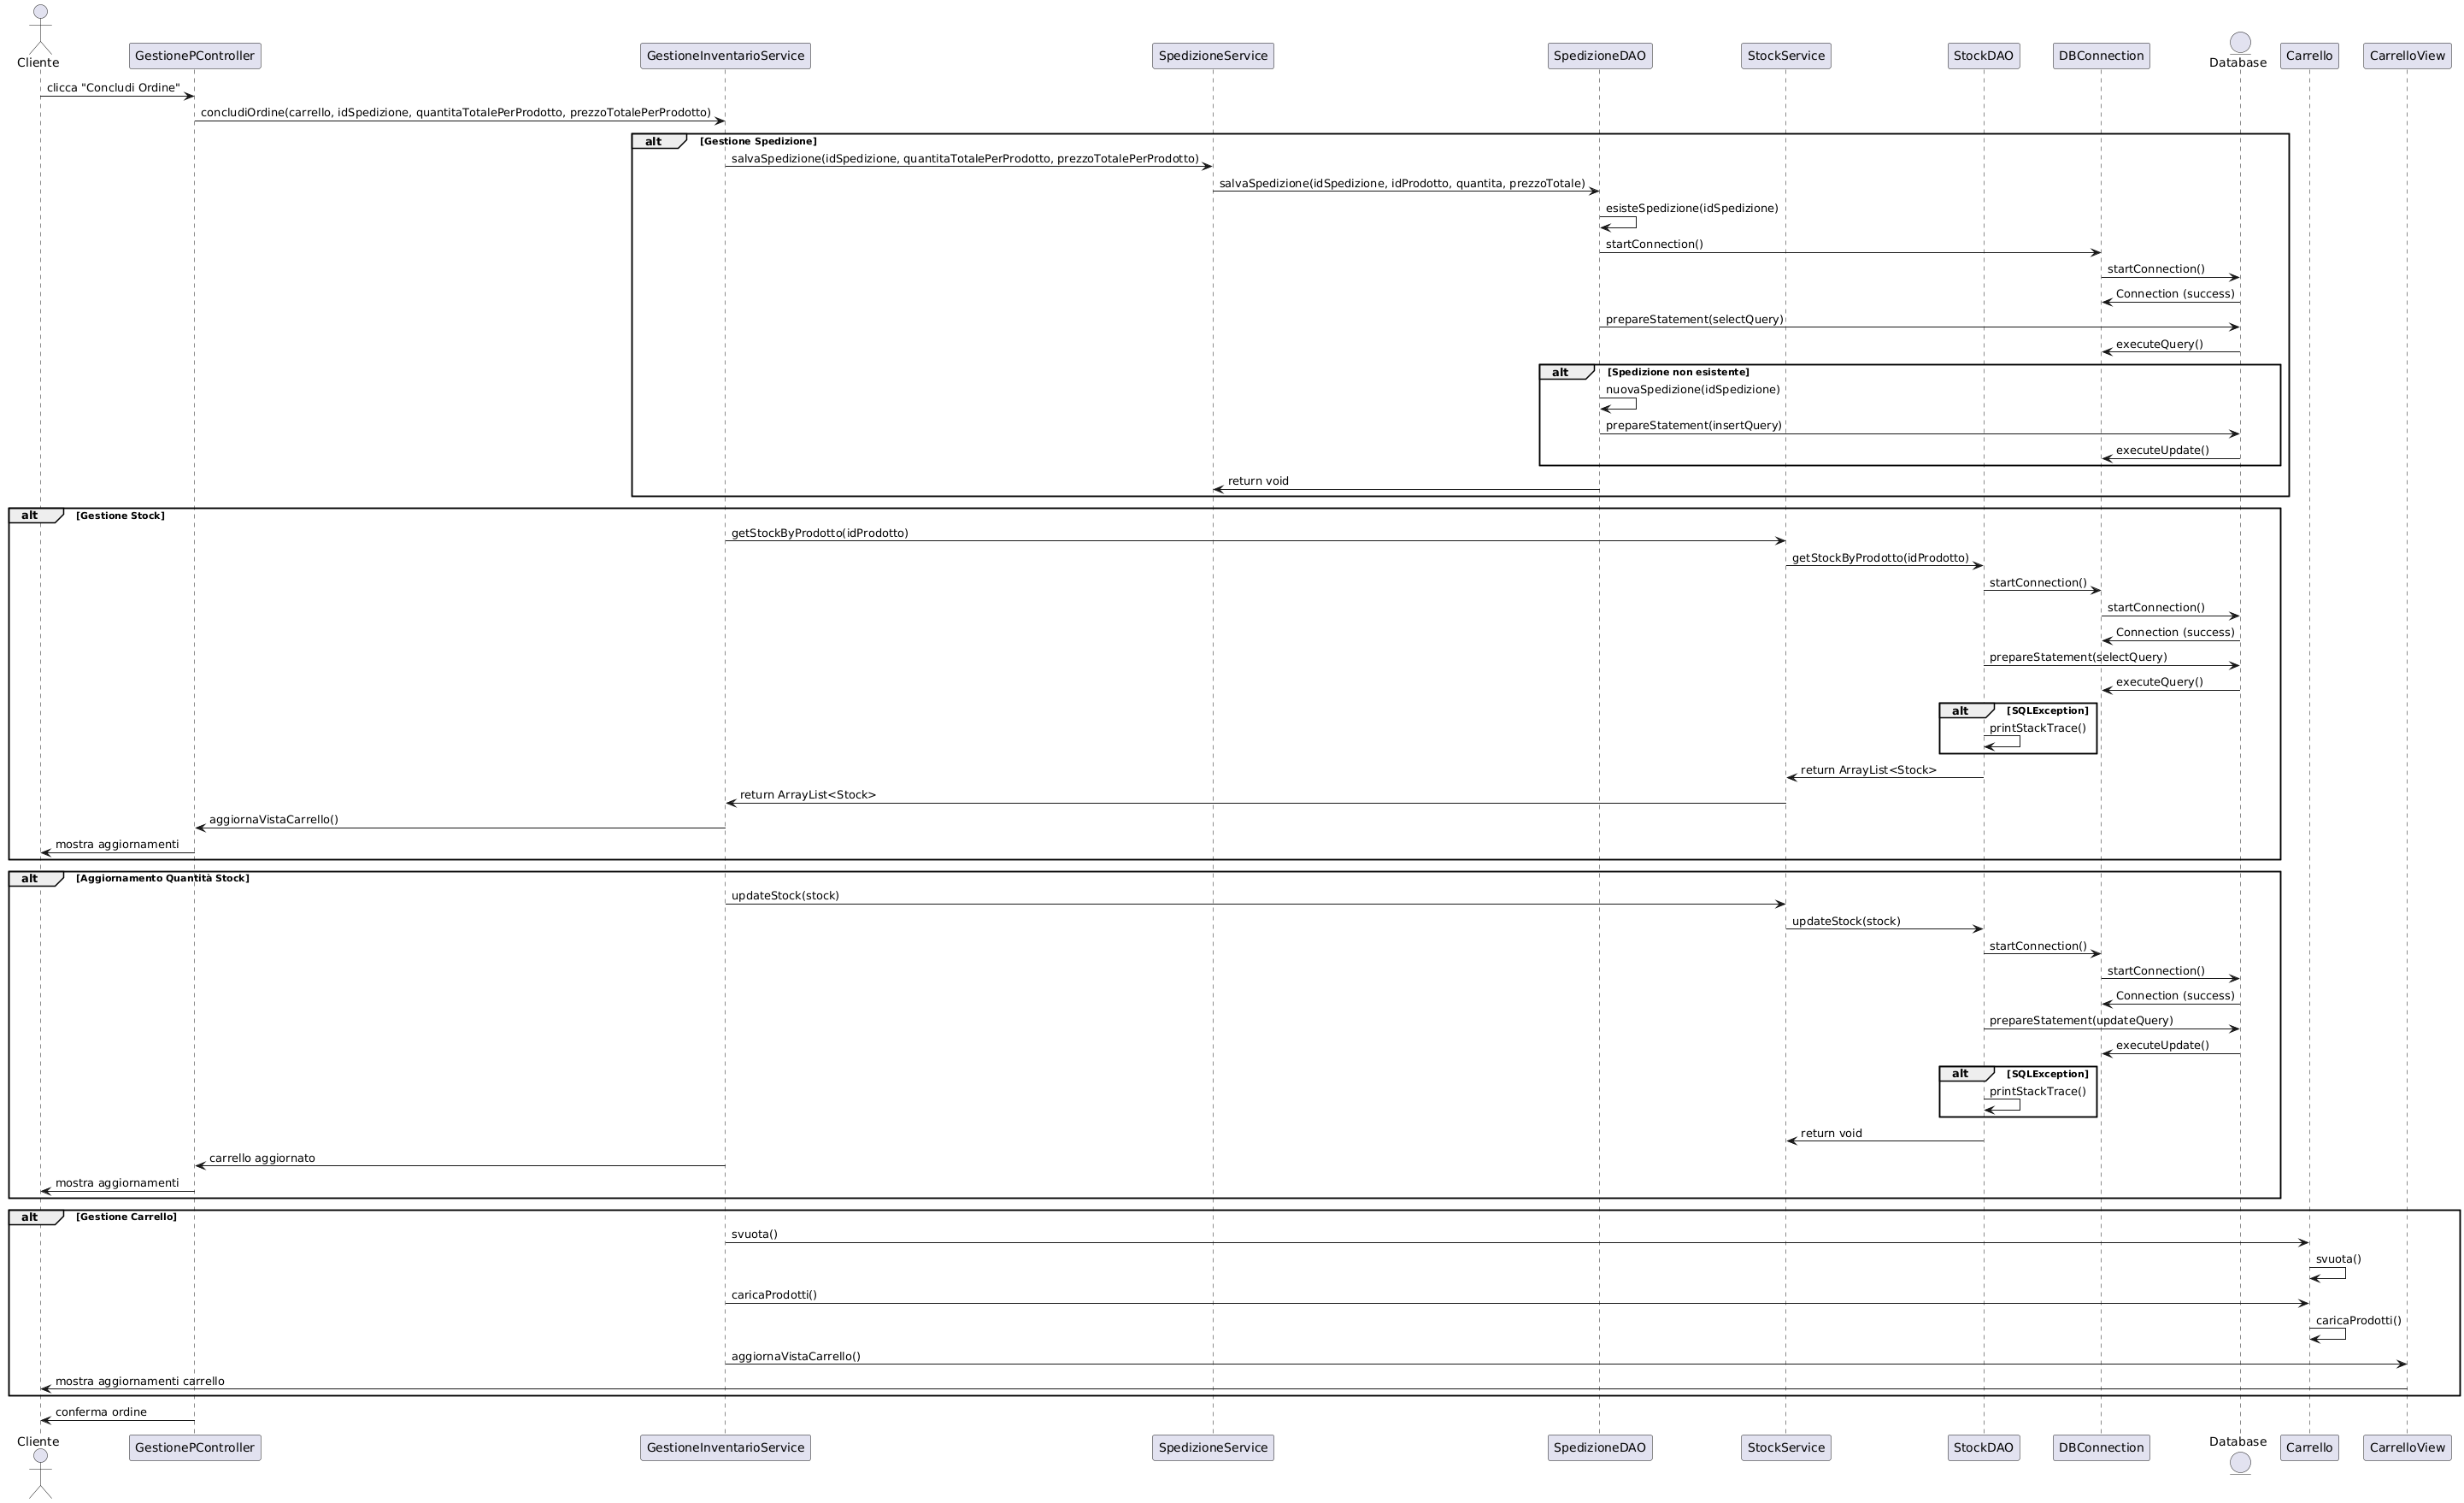 Cliente
GestionePController
GestioneInventarioService
SpedizioneService
SpedizioneDAO
StockService
StockDAO
DBConnection
Database
Carrello
CarrelloView
clicca "Concludi Ordine"
concludiOrdine(carrello, idSpedizione, quantitaTotalePerProdotto, prezzoTotalePerProdotto)
alt [Gestione Spedizione]
salvaSpedizione(idSpedizione, quantitaTotalePerProdotto, prezzoTotalePerProdotto)
salvaSpedizione(idSpedizione, idProdotto, quantita, prezzoTotale)
esisteSpedizione(idSpedizione)
startConnection()
startConnection()
Connection (success)
prepareStatement(selectQuery)
executeQuery()
alt [Spedizione non esistente]
nuovaSpedizione(idSpedizione)
prepareStatement(insertQuery)
executeUpdate()
return void
alt [Gestione Stock]
getStockByProdotto(idProdotto)
getStockByProdotto(idProdotto)
startConnection()
startConnection()
Connection (success)
prepareStatement(selectQuery)
executeQuery()
alt [SQLException]
printStackTrace()
return ArrayList<Stock>
return ArrayList<Stock>
aggiornaVistaCarrello()
mostra aggiornamenti
alt [Aggiornamento Quantità Stock]
updateStock(stock)
updateStock(stock)
startConnection()
startConnection()
Connection (success)
prepareStatement(updateQuery)
executeUpdate()
alt [SQLException]
printStackTrace()
return void
carrello aggiornato
mostra aggiornamenti
alt [Gestione Carrello]
svuota()
svuota()
caricaProdotti()
caricaProdotti()
aggiornaVistaCarrello()
mostra aggiornamenti carrello
conferma ordine
Cliente
GestionePController
GestioneInventarioService
SpedizioneService
SpedizioneDAO
StockService
StockDAO
DBConnection
Database
Carrello
CarrelloView